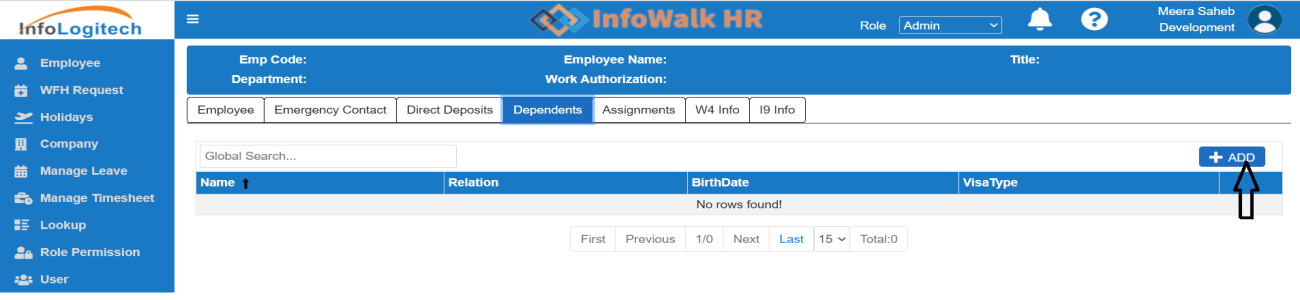 InfoLogitech
InfoWalk HR
Role Admin
Meera Saheb
Development
Employee
WFH Request
Holidays
Company
Manage Leave
Manage Timesheet
Lookup
Role Permission
User
Emp Code: Employee Name: Title:
Department: Work Authorization:
Employee Emergency Contact Direct Deposits Dependents Assignments W4 Info I9 Info
Global Search... + ADD
Name Relation BirthDate VisaType
No rows found!
First Previous 1/0 Next Last 15 Total:0